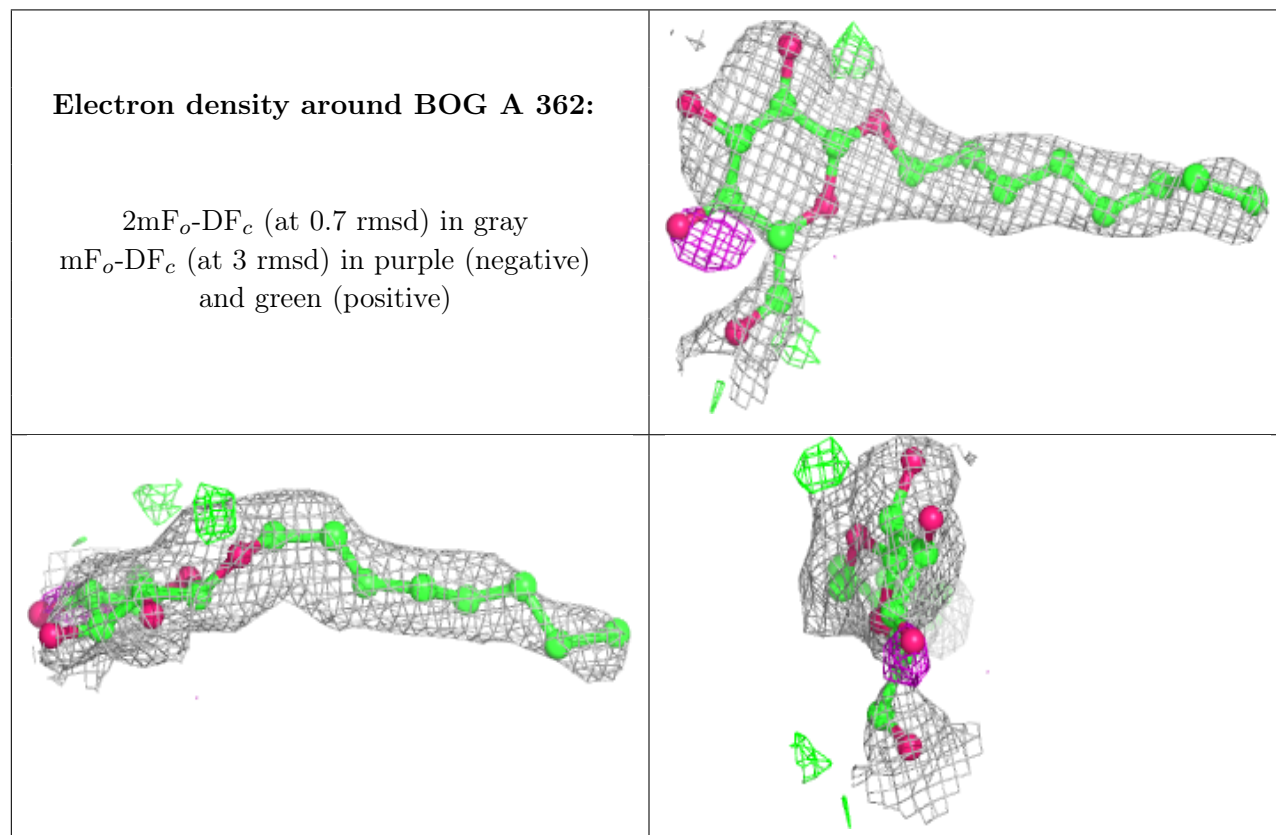 Electron density around BOG A 362:
2mFo-DFc (at 0.7 rmsd) in gray
mFo-DFc (at 3 rmsd) in purple (negative)
and green (positive)